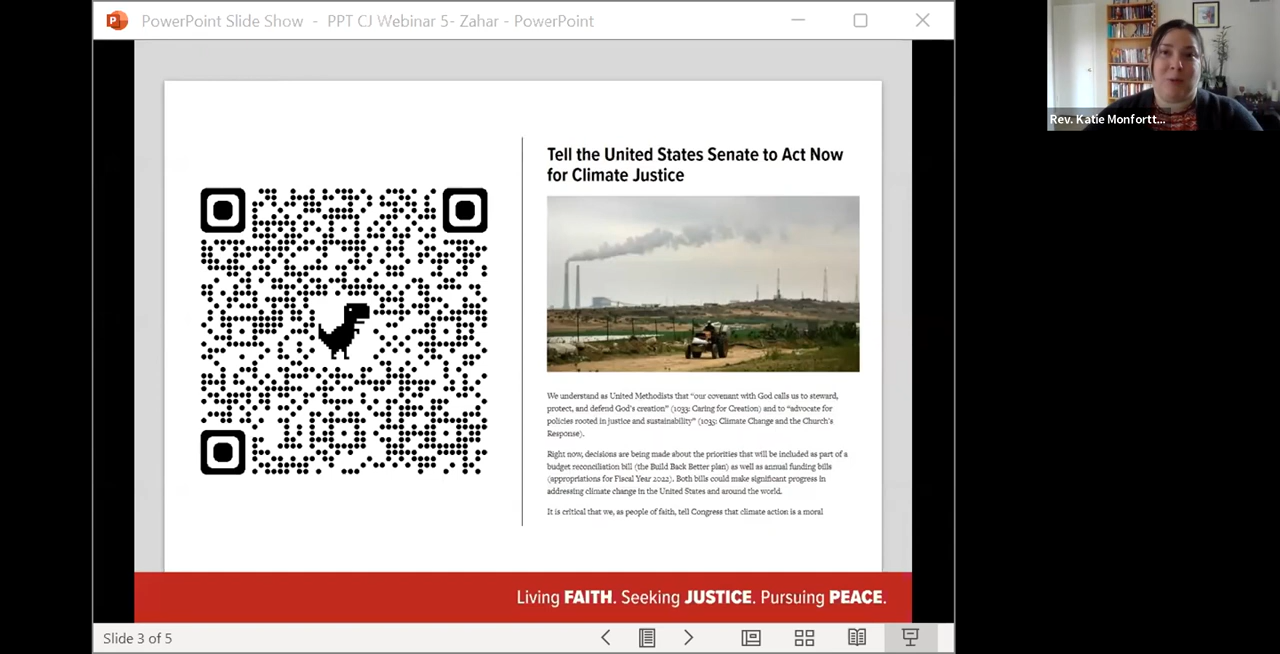 PowerPoint Slide Show - PPT CJ Webinar 5- Zahar - PowerPoint
Rev. Katie Monfortt...
Tell the United States Senate to Act Now
for Climate Justice
We understand as United Methodists that “our covenant with God calls us to steward,
protect, and defend God's creation” (1033: Caring for Creation) and to “advocate for
policies rooted in justice and sustainability” (1035: Climate Change and the Church's
Response).
Right now, decisions are being made about the priorities that will be included as part of a
budget reconciliation bill (the Build Back Better plan) as well as annual funding bills
(appropriations for Fiscal Year 2022). Both bills could make significant progress in
addressing climate change in the United States and around the world.
It is critical that we, as people of faith, tell Congress that climate action is a moral
Living FAITH. Seeking JUSTICE. Pursuing PEACE.
Slide 3 of 5